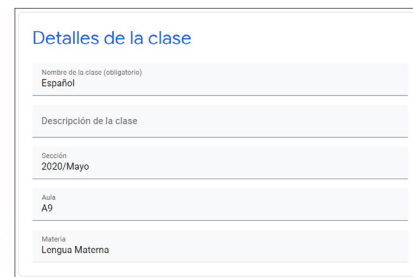 Detalles de la clase
Nombre de la clase (obligatorio)
Español
Descripción de la clase
Sección
2020/Mayo
Aula
A9
Materia
Lengua Materna